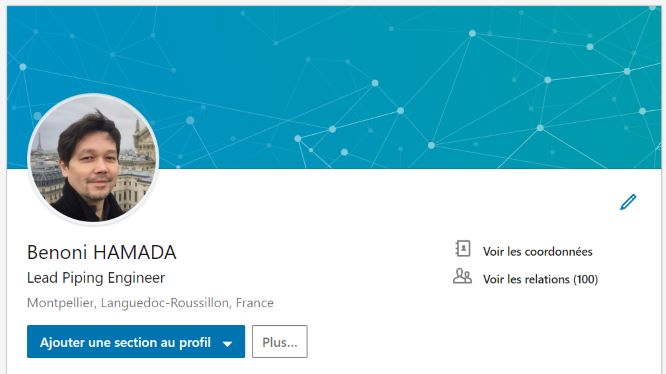 Benoni HAMADA
Lead Piping Engineer
Montpellier, Languedoc-Roussillon, France
Ajouter une section au profil
Plus...
Voir les coordonnées
Voir les relations (100)